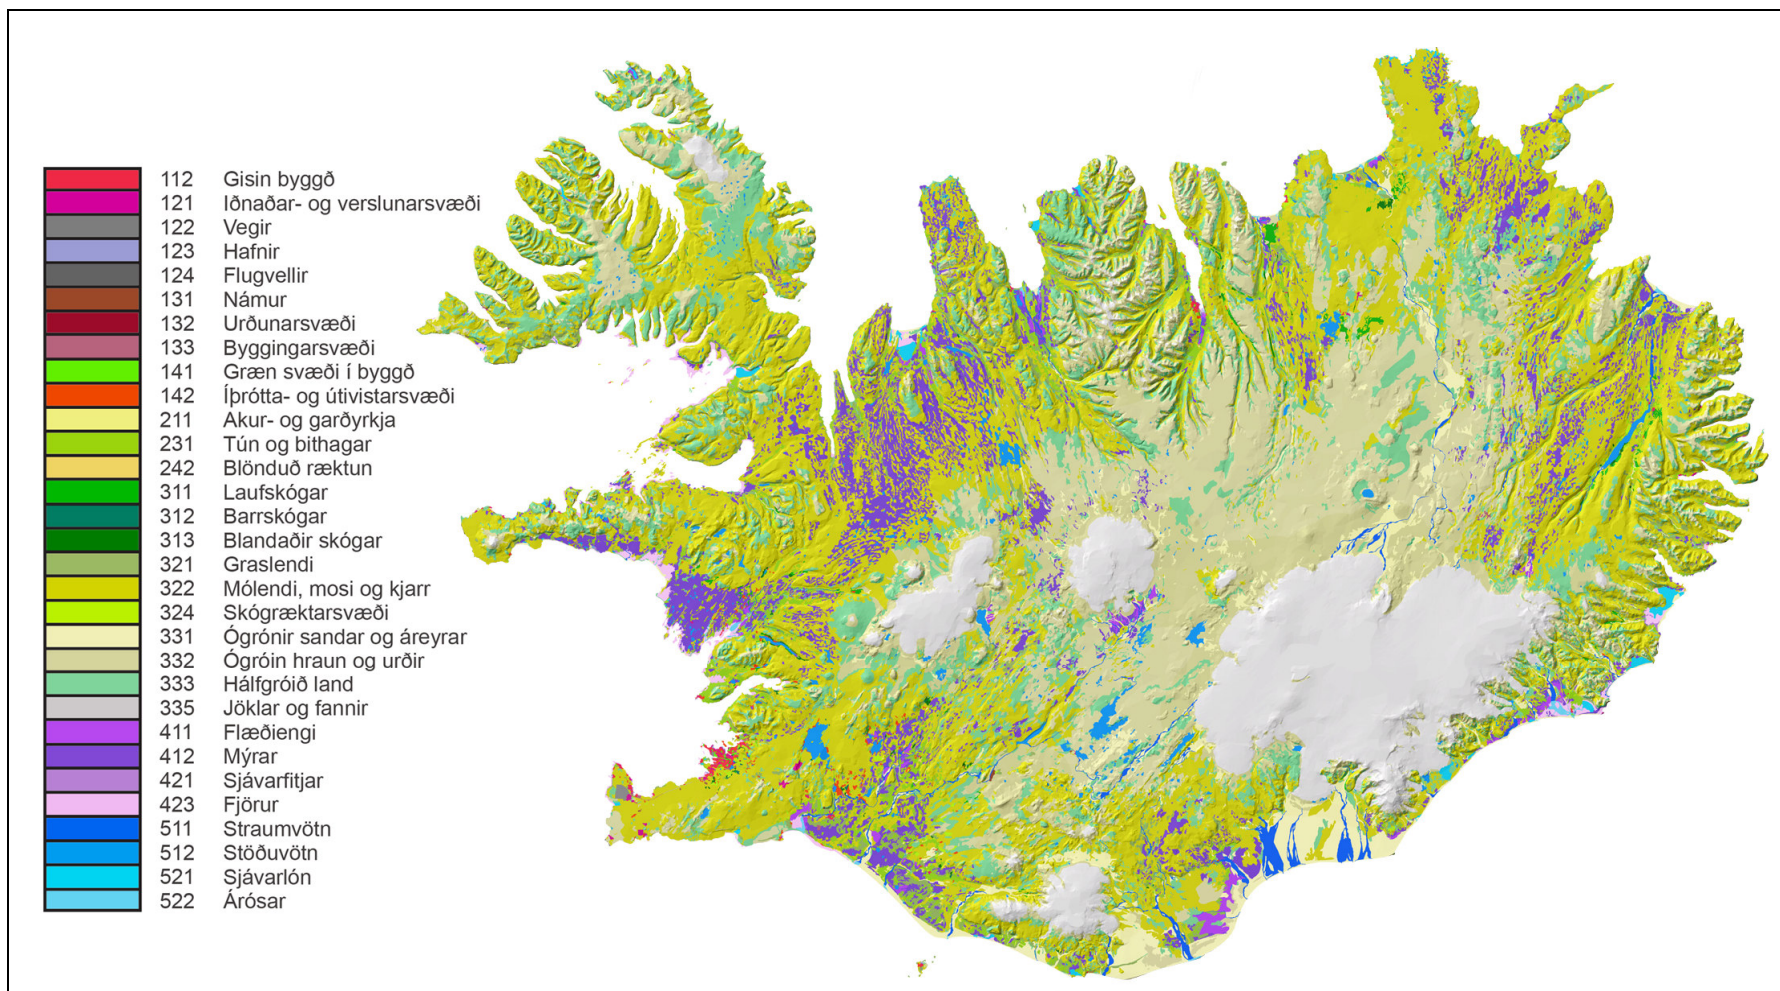 112 Gisin byggð
121 Iðnaðar- og verslunarsvæði
122 Vegir
123 Hafnir
124 Flugvellir
131 Námur
132 Urðunarsvæði
133 Byggingarsvæði
141 Græn svæði í byggð
142 Íþrótta- og útivistarsvæði
211 Akur- og garðyrkja
231 Tún og bithagar
242 Blönduð ræktun
311 Laufskógar
312 Barrskógar
313 Blandaðir skógar
321 Graslendi
322 Mólendi, mosi og kjarr
324 Skógræktarsvæði
331 Ógrónir sandar og áreyrar
332 Ógróin hraun og urðir
333 Hálfgróið land
335 Jöklar og fannir
411 Flæðiengi
412 Mýrar
421 Sjávarfitjar
423 Fjörur
511 Straumvötn
512 Stöðuvötn
521 Sjávarlón
522 Árósar